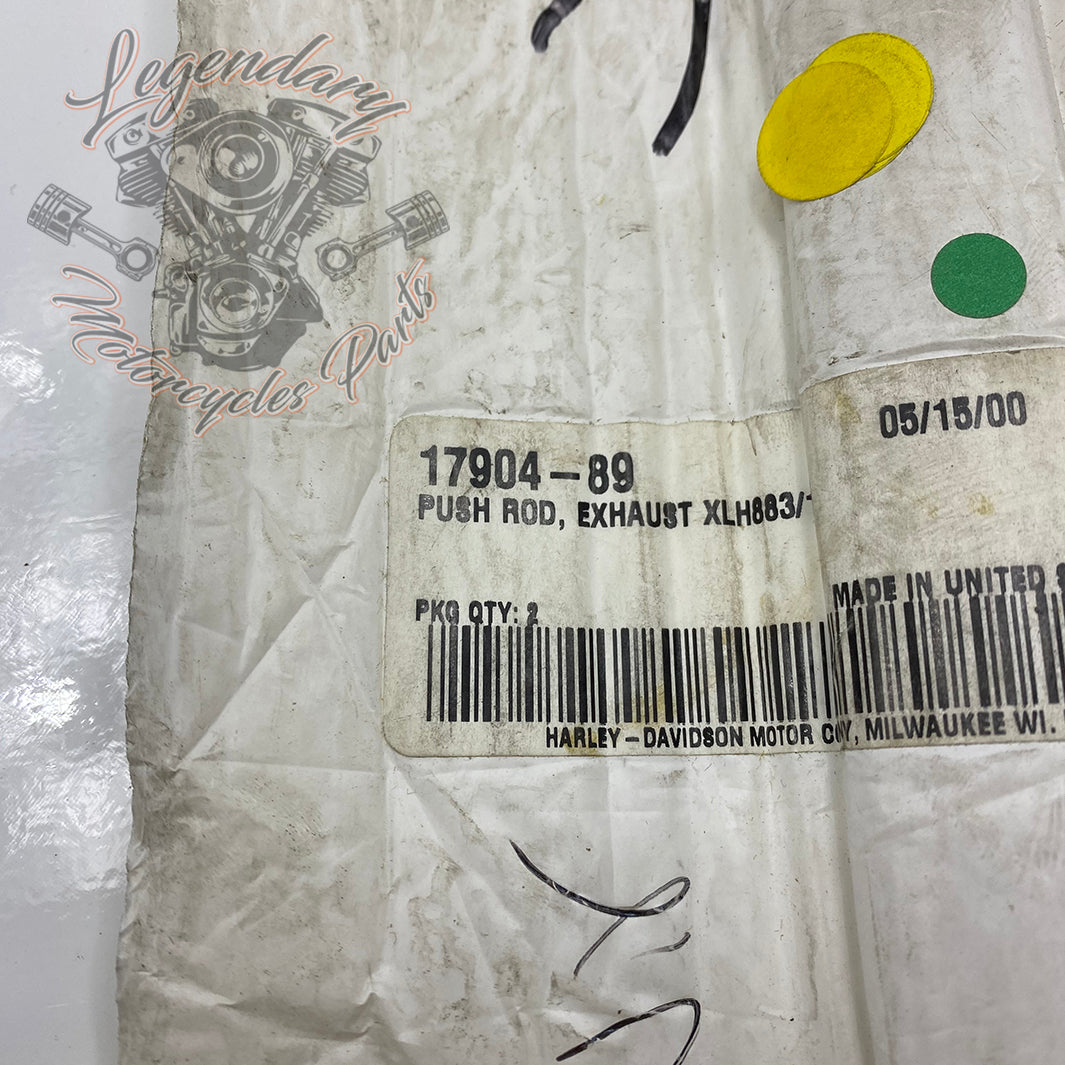 Legendary
Motorcycles Parts
05/15/00
17904-89
PUSH ROD, EXHAUST XLH883/
MADE IN UNITED
PKG QTY: 2
HARLEY-DAVIDSON MOTOR CO, MILWAUKEE WI.